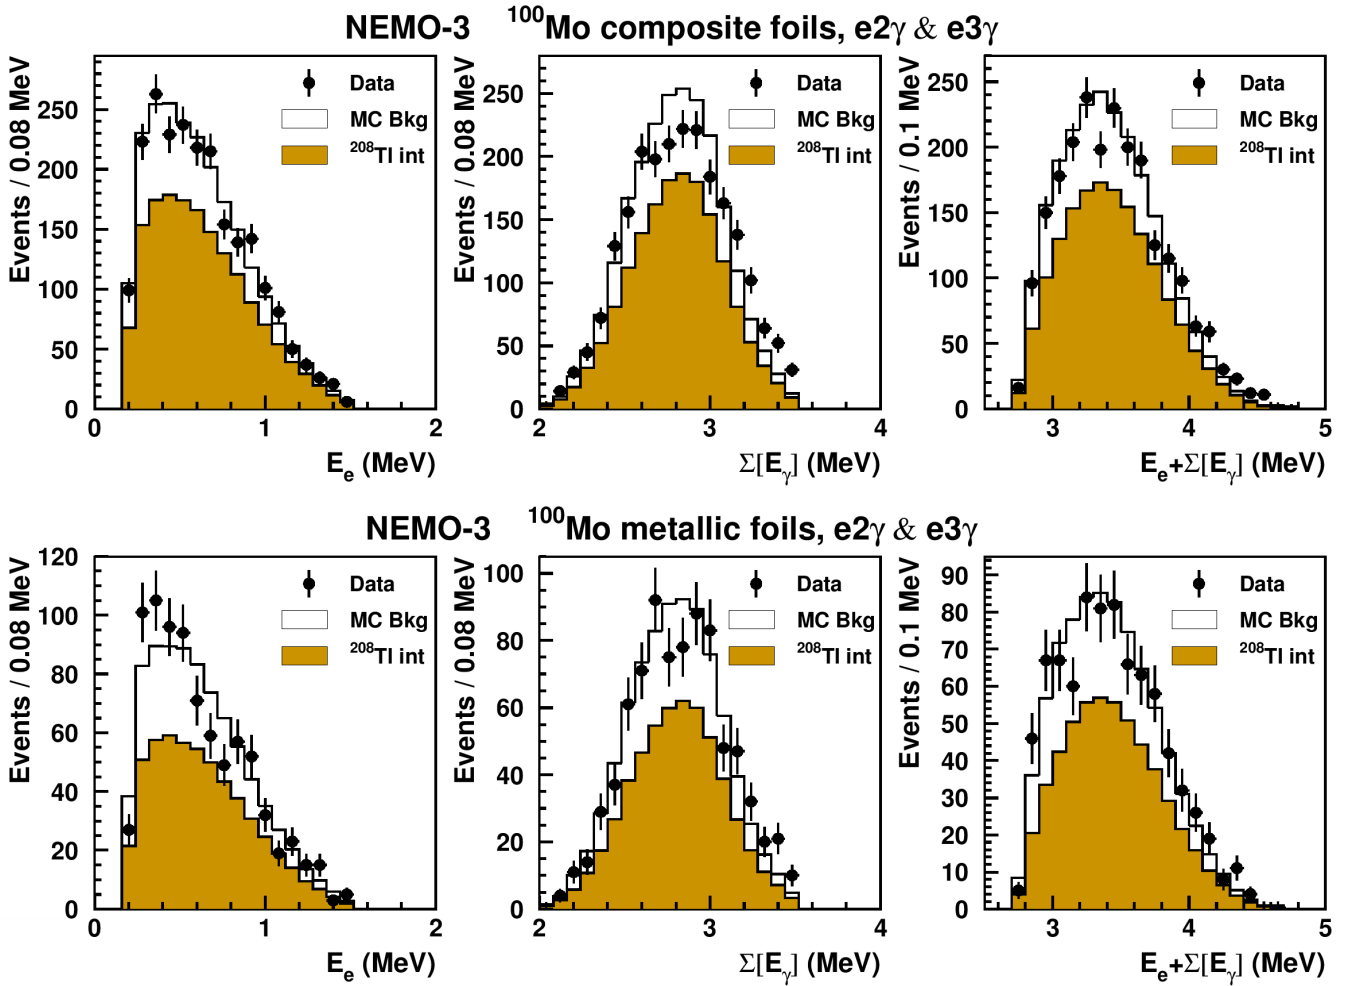 NEMO-3 ¹⁰⁰Mo composite foils, e2γ & e3γ
Events / 0.08 MeV
250
200
150
100
50
0
0 1 2
E_e (MeV)
Data
MC Bkg
²⁰⁸Tl int
Events / 0.08 MeV
250
200
150
100
50
0
2 3 4
Σ[E_γ] (MeV)
Data
MC Bkg
²⁰⁸Tl int
Events / 0.1 MeV
250
200
150
100
50
0
3 4 5
E_e+Σ[E_γ] (MeV)
Data
MC Bkg
²⁰⁸Tl int
NEMO-3 ¹⁰⁰Mo metallic foils, e2γ & e3γ
Events / 0.08 MeV
120
100
80
60
40
20
0
0 1 2
E_e (MeV)
Data
MC Bkg
²⁰⁸Tl int
Events / 0.08 MeV
100
80
60
40
20
0
2 3 4
Σ[E_γ] (MeV)
Data
MC Bkg
²⁰⁸Tl int
Events / 0.1 MeV
90
80
70
60
50
40
30
20
10
0
3 4 5
E_e+Σ[E_γ] (MeV)
Data
MC Bkg
²⁰⁸Tl int